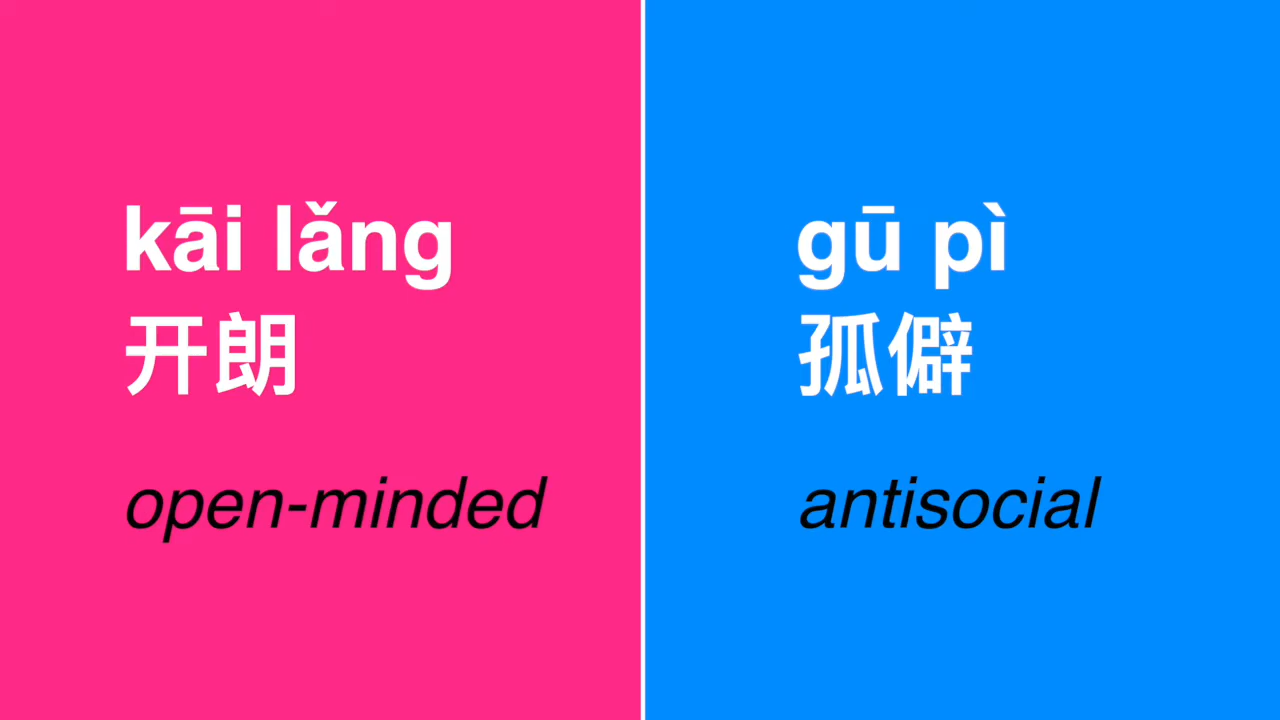 kāi lǎng
开朗
open-minded
gū pì
孤僻
antisocial